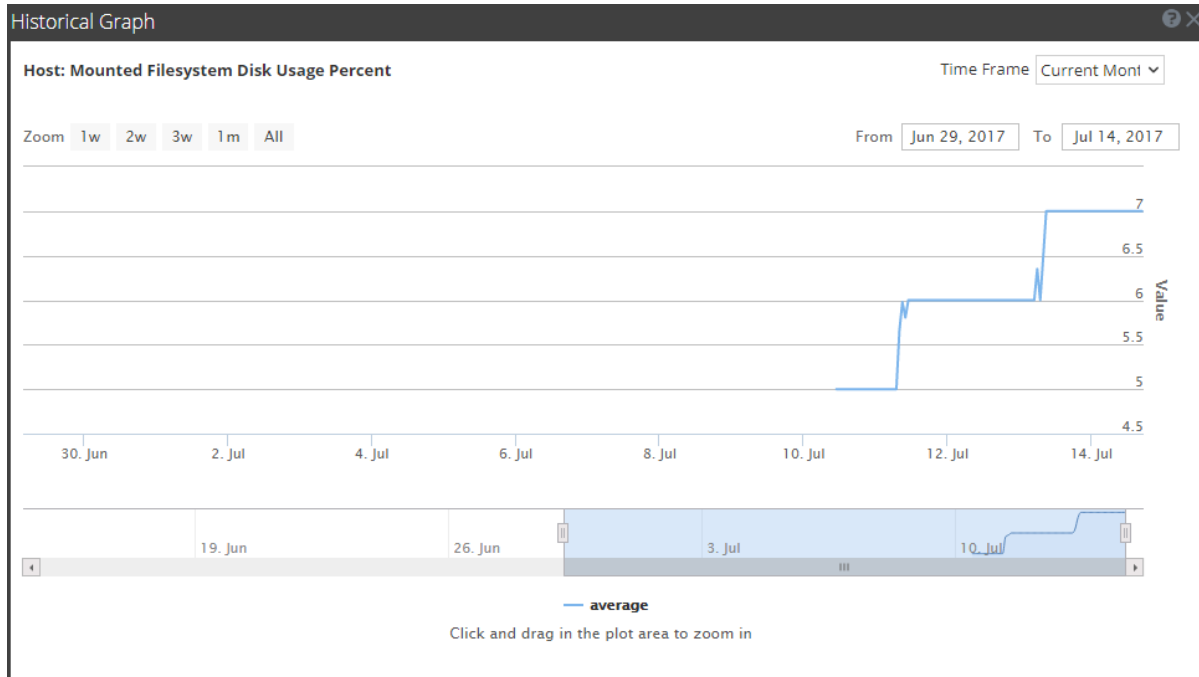 Historical Graph
Host: Mounted Filesystem Disk Usage Percent
Time Frame Current Mont
Zoom 1w 2w 3w 1m All
From Jun 29, 2017 To Jul 14, 2017
7
6.5
6
5.5
5
4.5
Value
30. Jun 2. Jul 4. Jul 6. Jul 8. Jul 10. Jul 12. Jul 14. Jul
19. Jun 26. Jun 3. Jul 10. Jul
average
Click and drag in the plot area to zoom in